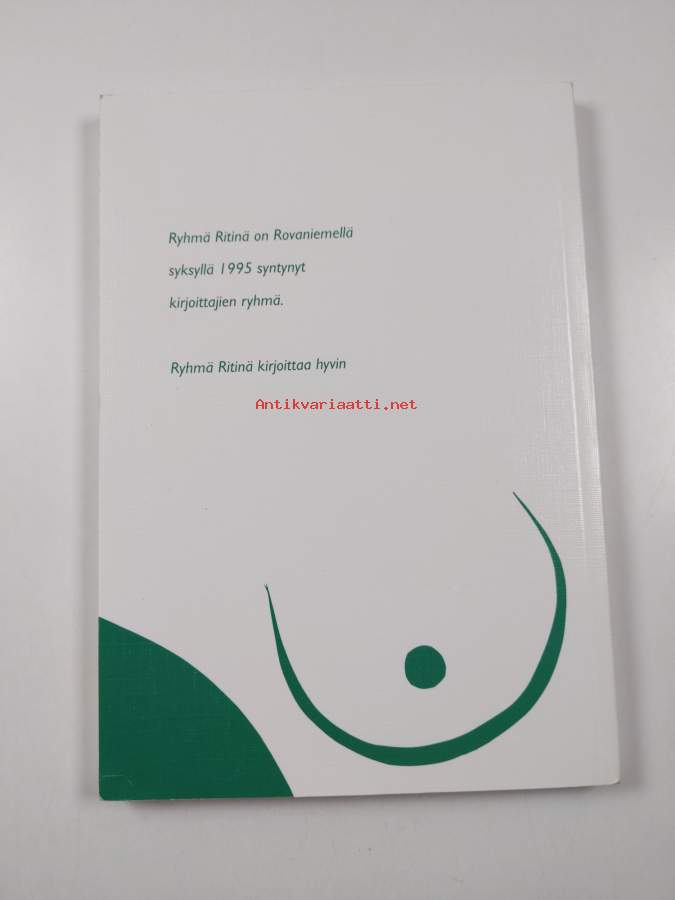 Ryhmä Ritinä on Rovaniemellä
syksyllä 1995 syntynyt
kirjoittajien ryhmä.
Ryhmä Ritinä kirjoittaa hyvin
Antikvariaatti.net